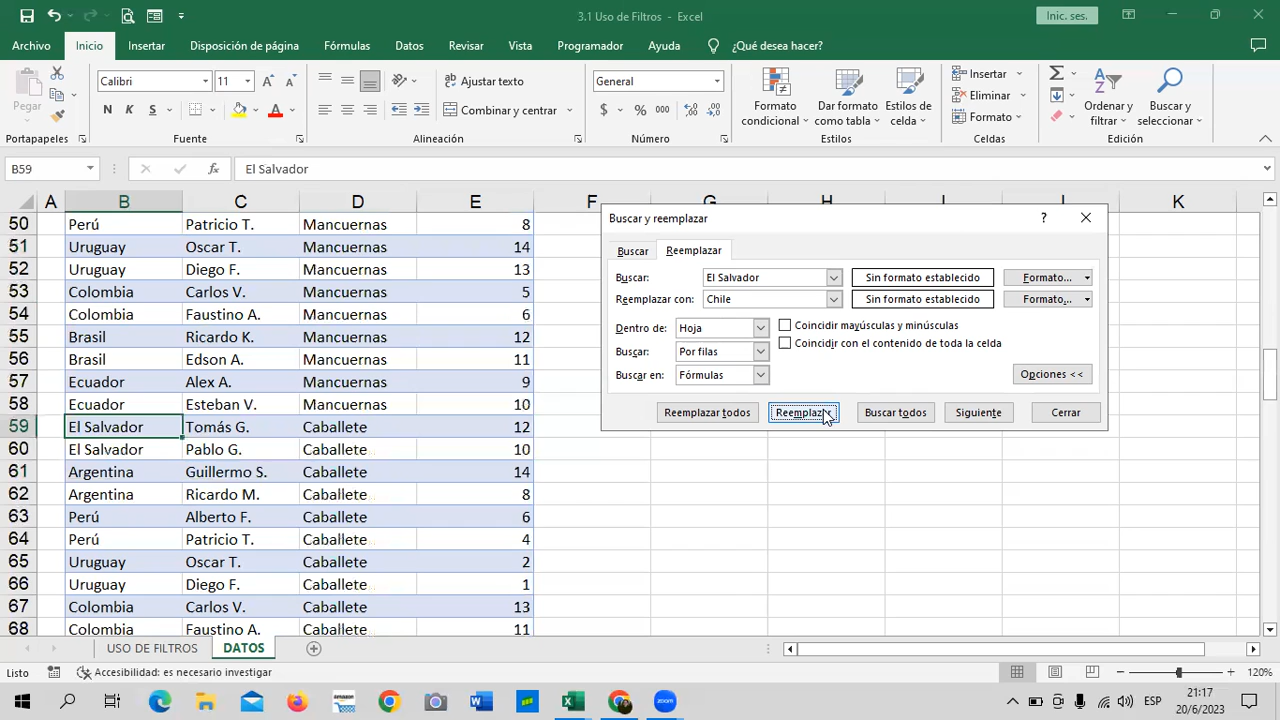 3.1 Uso de Filtros - Excel
Inic. ses.
Archivo Inicio Insertar Disposición de página Fórmulas Datos Revisar Vista Programador Ayuda ¿Qué desea hacer?
Pegar
Calibri 11
N K S
Ajustar texto
Combinar y centrar
General
$ % 000
Formato condicional
Dar formato como tabla
Estilos de celda
Insertar
Eliminar
Formato
Ordenar y filtrar
Buscar y seleccionar
Portapapeles Fuente Alineación Número Estilos Celdas Edición
B59 fx El Salvador
A B C D E F G H I J K
50 Perú Patricio T. Mancuernas 8
51 Uruguay Oscar T. Mancuernas 14
52 Uruguay Diego F. Mancuernas 13
53 Colombia Carlos V. Mancuernas 5
54 Colombia Faustino A. Mancuernas 6
55 Brasil Ricardo K. Mancuernas 12
56 Brasil Edson A. Mancuernas 11
57 Ecuador Alex A. Mancuernas 9
58 Ecuador Esteban V. Mancuernas 10
59 El Salvador Tomás G. Caballete 12
60 El Salvador Pablo G. Caballete 10
61 Argentina Guillermo S. Caballete 14
62 Argentina Ricardo M. Caballete 8
63 Perú Alberto F. Caballete 6
64 Perú Patricio T. Caballete 4
65 Uruguay Oscar T. Caballete 2
66 Uruguay Diego F. Caballete 1
67 Colombia Carlos V. Caballete 13
68 Colombia Faustino A. Caballete 11
Buscar y reemplazar ?
Buscar Reemplazar
Buscar: El Salvador Sin formato establecido Formato...
Reemplazar con: Chile Sin formato establecido Formato...
Dentro de: Hoja Coincidir mayúsculas y minúsculas
Buscar: Por filas Coincidir con el contenido de toda la celda
Buscar en: Fórmulas Opciones <<
Reemplazar todos Reemplazar Buscar todos Siguiente Cerrar
USO DE FILTROS DATOS
Listo Accesibilidad: es necesario investigar 120%
ESP
21:17
20/6/2023